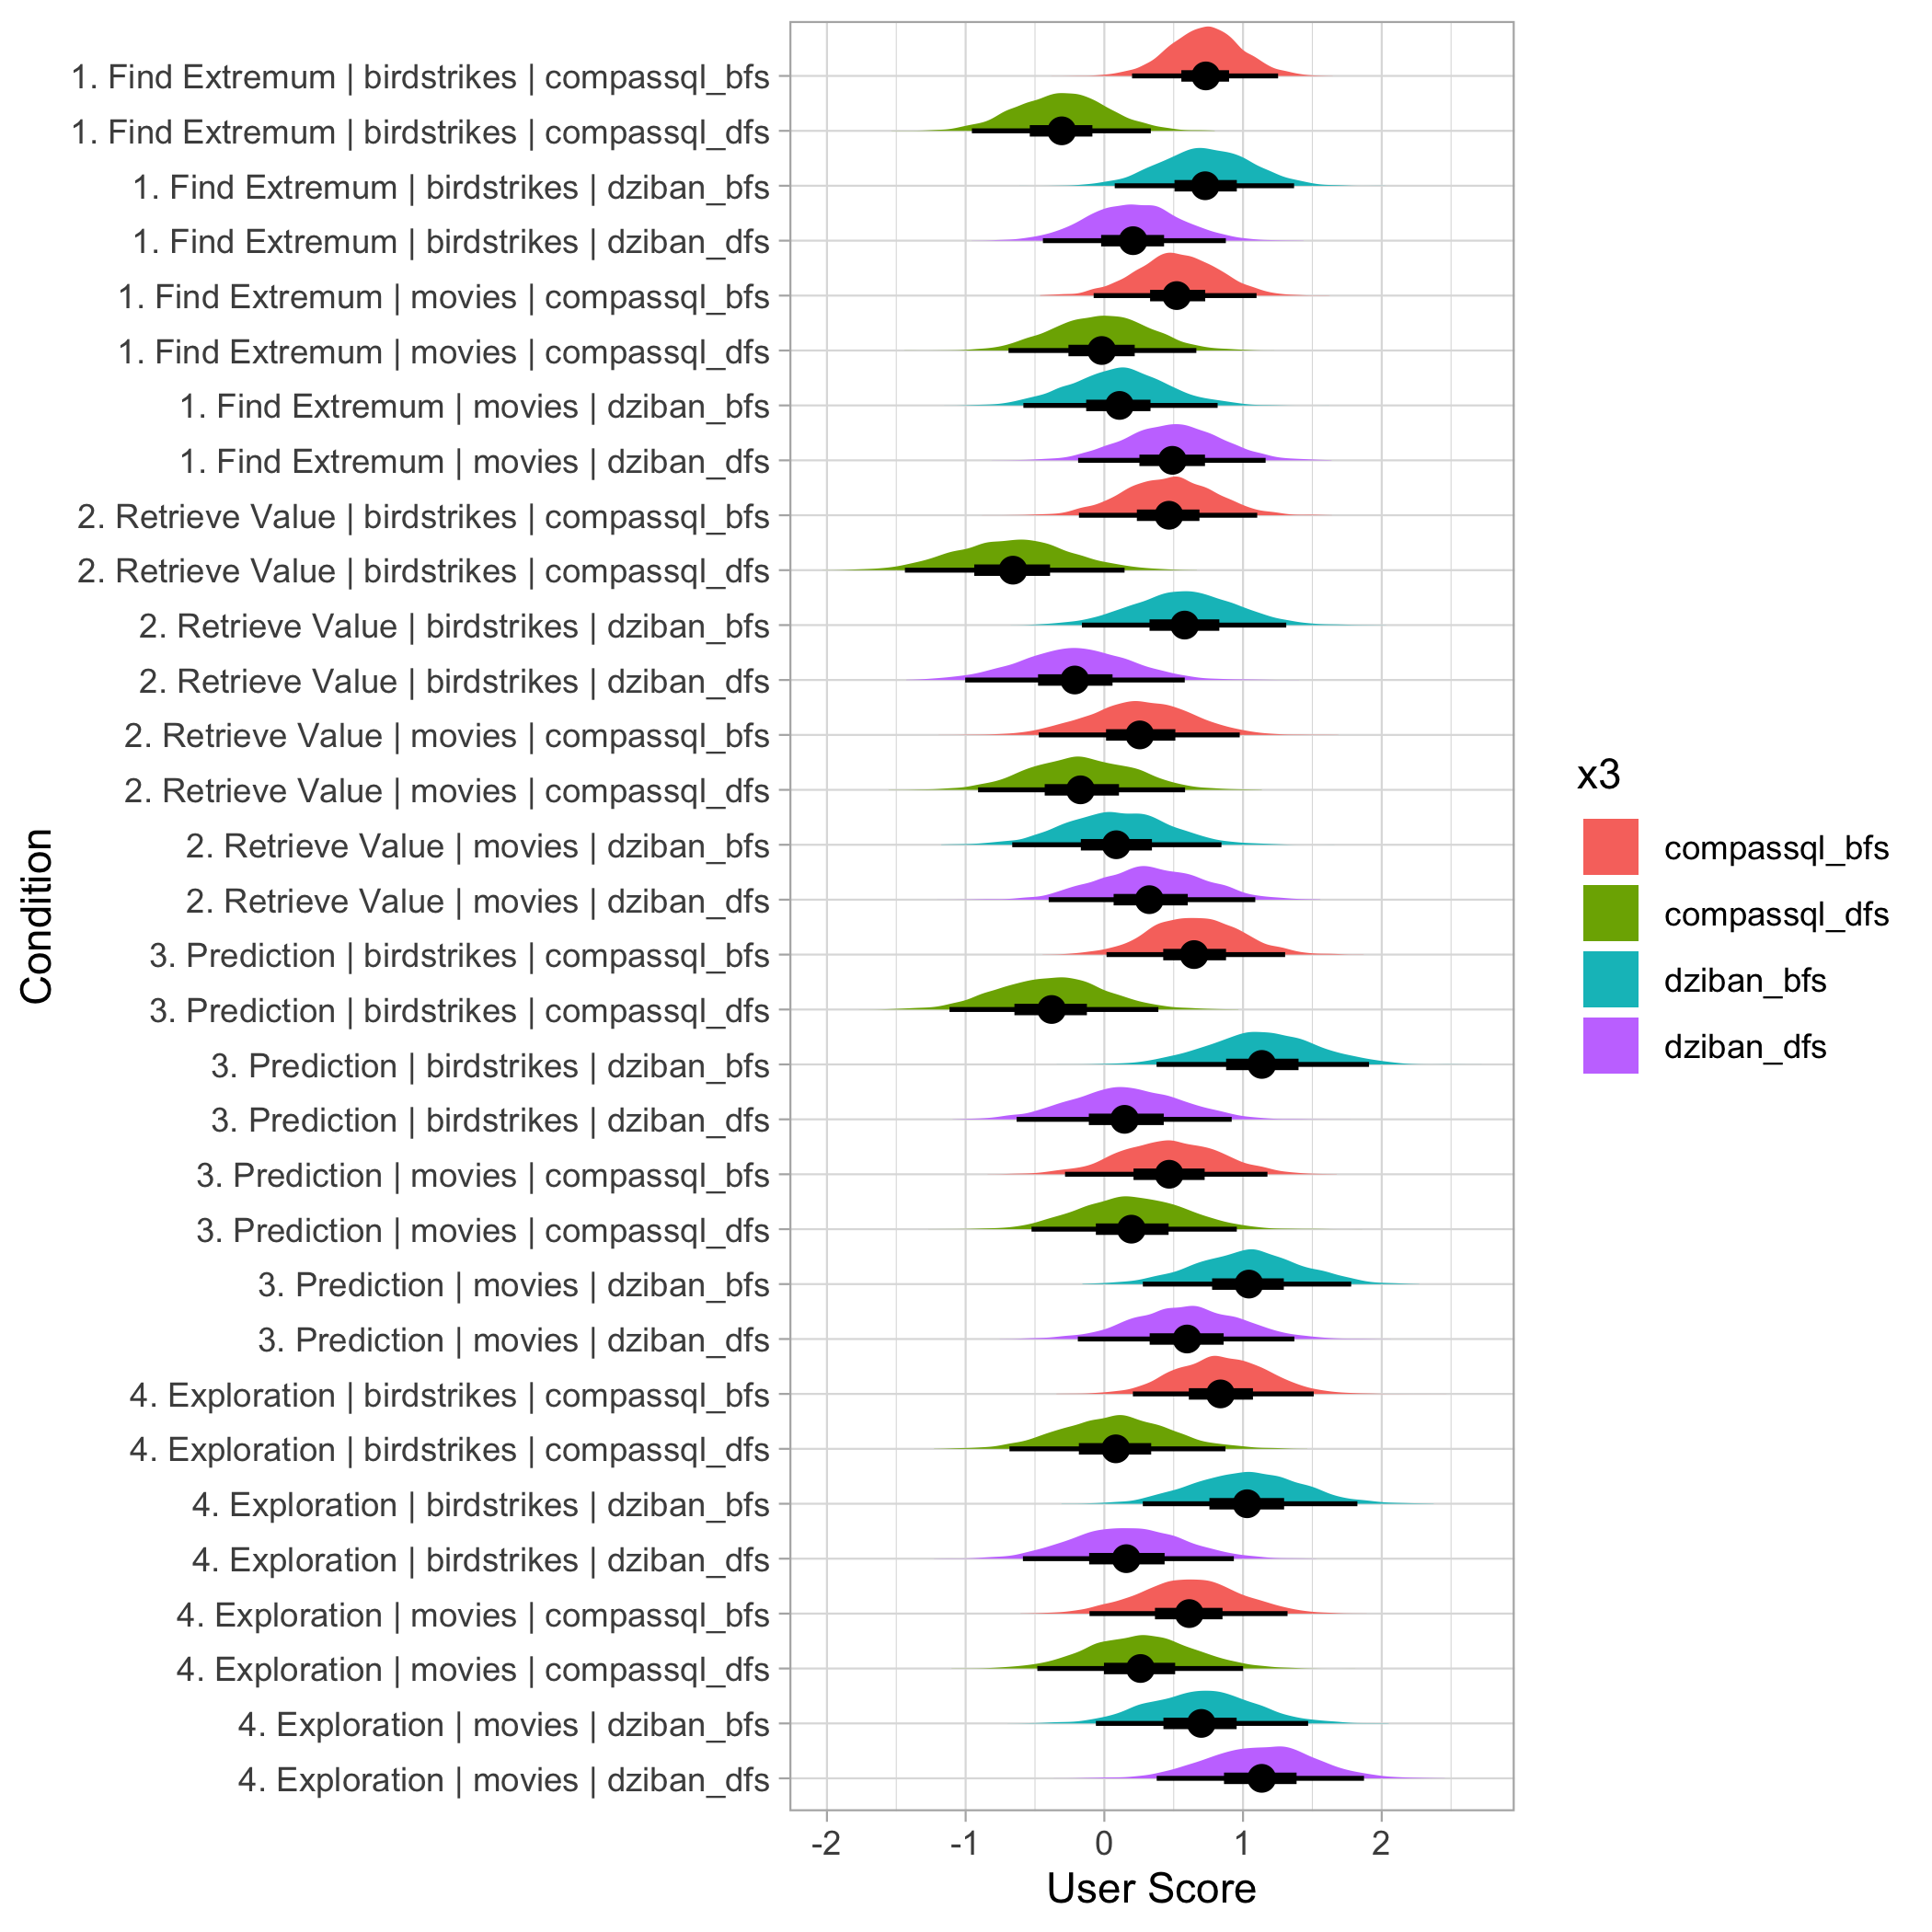 1. Find Extremum | birdstrikes | compassql_bfs
1. Find Extremum | birdstrikes | compassql_dfs
1. Find Extremum | birdstrikes | dziban_bfs
1. Find Extremum | birdstrikes | dziban_dfs
1. Find Extremum | movies | compassql_bfs
1. Find Extremum | movies | compassql_dfs
1. Find Extremum | movies | dziban_bfs
1. Find Extremum | movies | dziban_dfs
2. Retrieve Value | birdstrikes | compassql_bfs
2. Retrieve Value | birdstrikes | compassql_dfs
2. Retrieve Value | birdstrikes | dziban_bfs
2. Retrieve Value | birdstrikes | dziban_dfs
2. Retrieve Value | movies | compassql_bfs
2. Retrieve Value | movies | compassql_dfs
2. Retrieve Value | movies | dziban_bfs
2. Retrieve Value | movies | dziban_dfs
3. Prediction | birdstrikes | compassql_bfs
3. Prediction | birdstrikes | compassql_dfs
3. Prediction | birdstrikes | dziban_bfs
3. Prediction | birdstrikes | dziban_dfs
3. Prediction | movies | compassql_bfs
3. Prediction | movies | compassql_dfs
3. Prediction | movies | dziban_bfs
3. Prediction | movies | dziban_dfs
4. Exploration | birdstrikes | compassql_bfs
4. Exploration | birdstrikes | compassql_dfs
4. Exploration | birdstrikes | dziban_bfs
4. Exploration | birdstrikes | dziban_dfs
4. Exploration | movies | compassql_bfs
4. Exploration | movies | compassql_dfs
4. Exploration | movies | dziban_bfs
4. Exploration | movies | dziban_dfs
Condition
-2 -1 0 1 2
User Score
x3
compassql_bfs
compassql_dfs
dziban_bfs
dziban_dfs